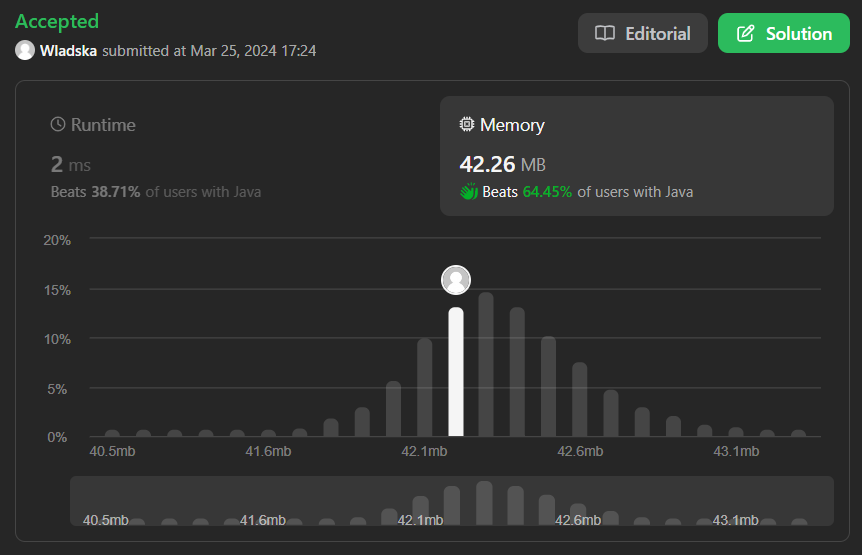 Accepted
Wladska submitted at Mar 25, 2024 17:24
Editorial
Solution
Runtime
2 ms
Beats 38.71% of users with Java
Memory
42.26 MB
Beats 64.45% of users with Java
20%
15%
10%
5%
0%
40.5mb 41.6mb 42.1mb 42.6mb 43.1mb
40.5mb 41.6mb 42.1mb 42.6mb 43.1mb